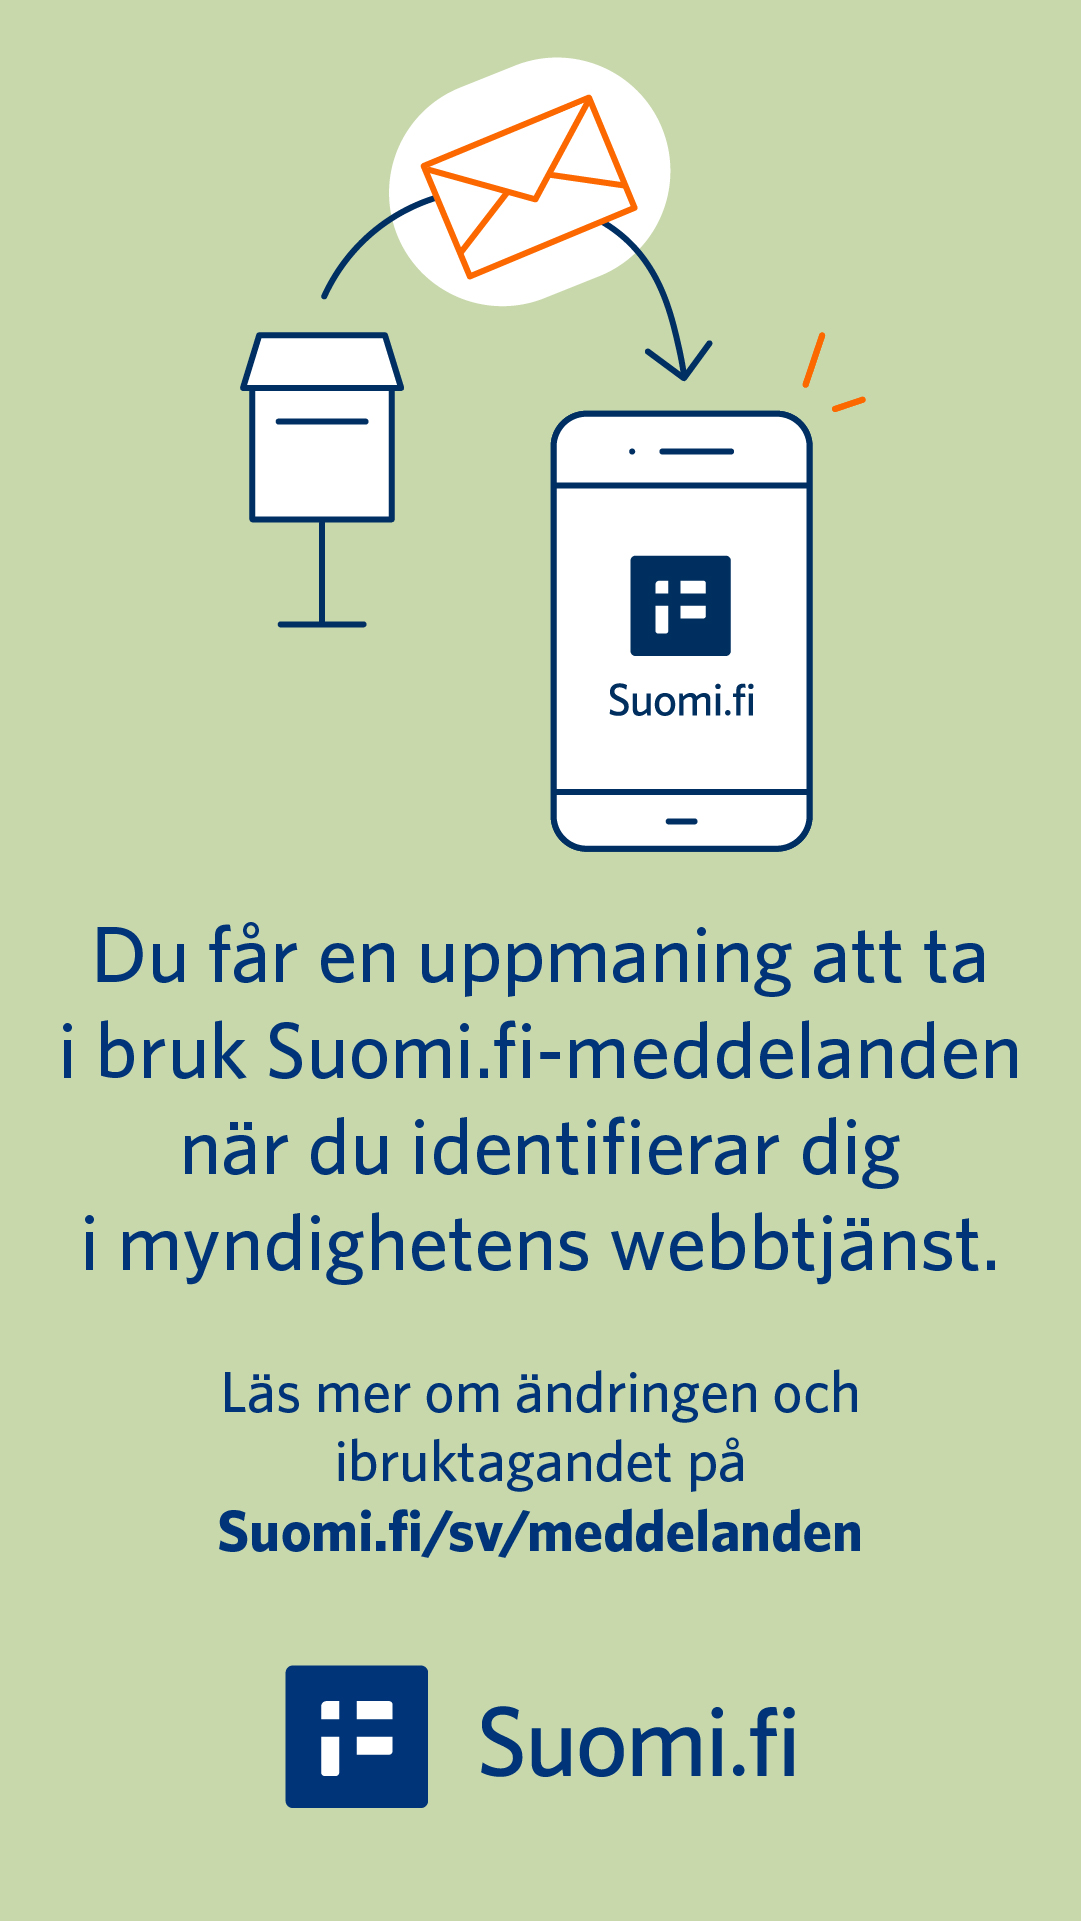 Suomi.fi
Du får en uppmaning att ta
i bruk Suomi.fi-meddelanden
när du identifierar dig
i myndighetens webbtjänst.
Läs mer om ändringen och
ibruktagandet på
Suomi.fi/sv/meddelanden
Suomi.fi